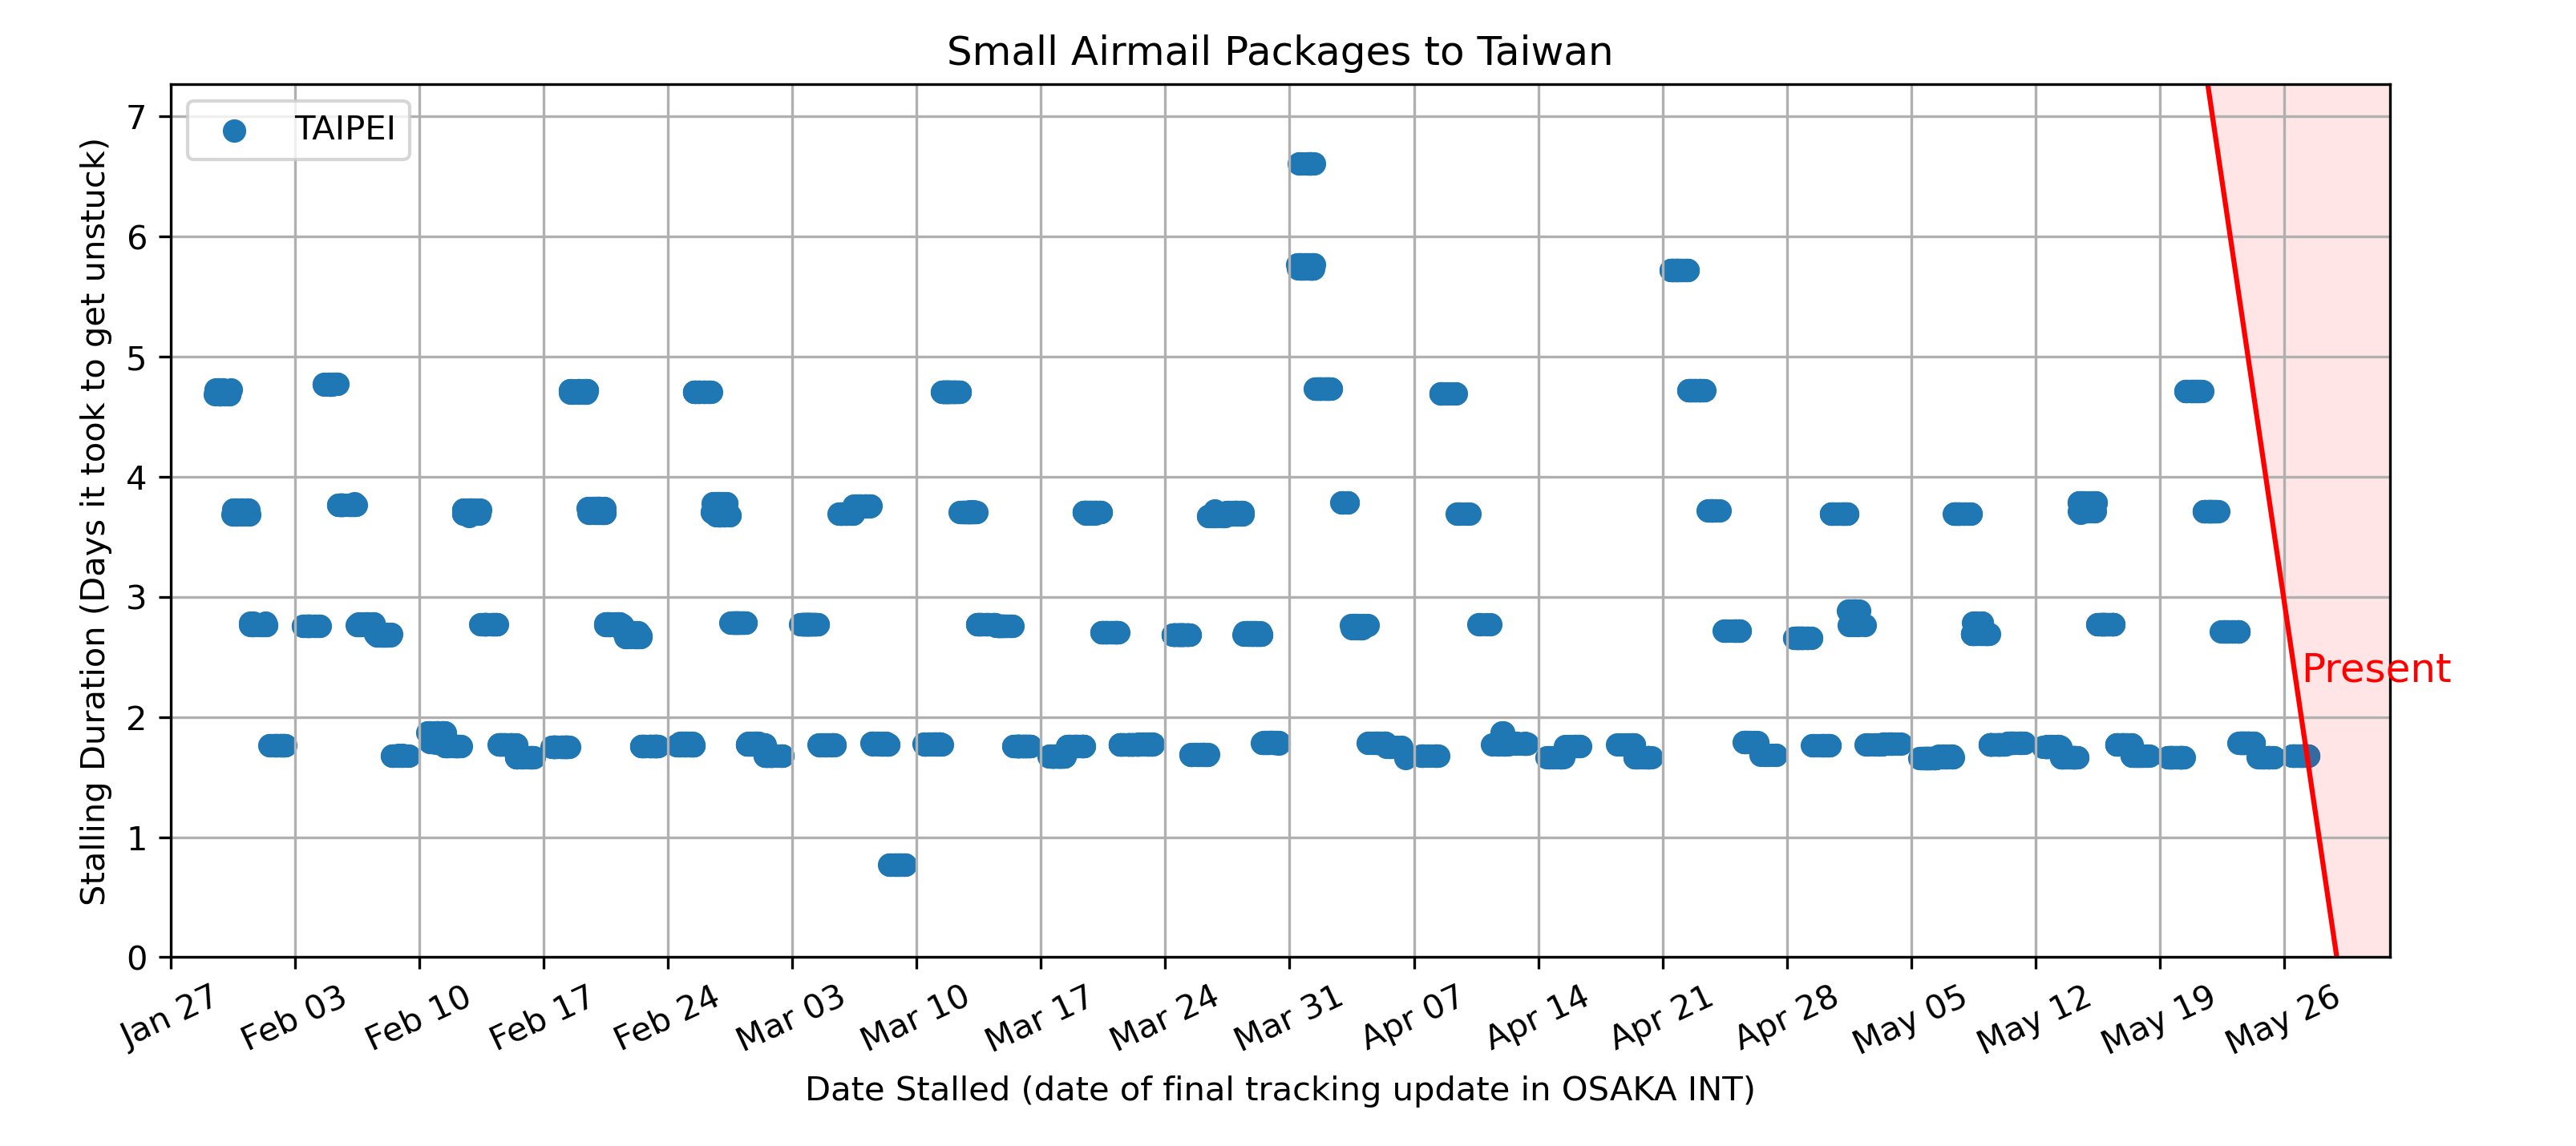 Small Airmail Packages to Taiwan
TAIPEI
Stalling Duration (Days it took to get unstuck)
7
6
5
4
3
2
1
0
Present
Jan 27
Feb 03
Feb 10
Feb 17
Feb 24
Mar 03
Mar 10
Mar 17
Mar 24
Mar 31
Apr 07
Apr 14
Apr 21
Apr 28
May 05
May 12
May 19
May 26
Date Stalled (date of final tracking update in OSAKA INT)